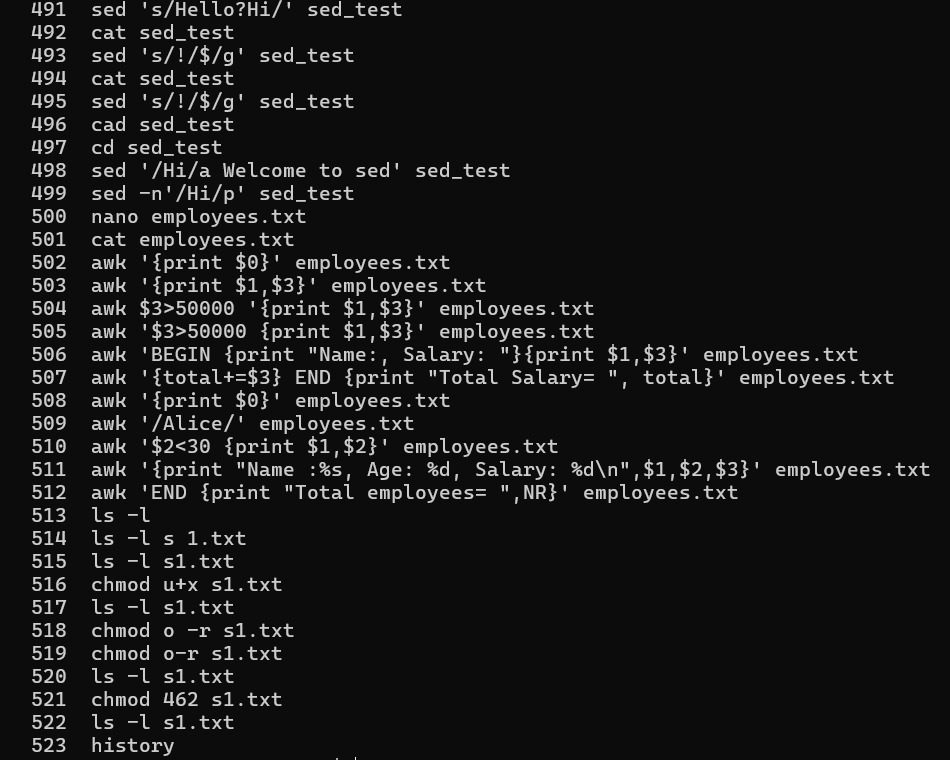 491 sed 's/Hello?Hi/' sed_test
492 cat sed_test
493 sed 's/!/$/g' sed_test
494 cat sed_test
495 sed 's/!/$/g' sed_test
496 cad sed_test
497 cd sed_test
498 sed '/Hi/a Welcome to sed' sed_test
499 sed -n'/Hi/p' sed_test
500 nano employees.txt
501 cat employees.txt
502 awk '{print $0}' employees.txt
503 awk '{print $1,$3}' employees.txt
504 awk $3>50000 '{print $1,$3}' employees.txt
505 awk '$3>50000 {print $1,$3}' employees.txt
506 awk 'BEGIN {print "Name:, Salary: "}{print $1,$3}' employees.txt
507 awk '{total+=$3} END {print "Total Salary= ", total}' employees.txt
508 awk '{print $0}' employees.txt
509 awk '/Alice/' employees.txt
510 awk '$2<30 {print $1,$2}' employees.txt
511 awk '{print "Name :%s, Age: %d, Salary: %d\n",$1,$2,$3}' employees.txt
512 awk 'END {print "Total employees= ",NR}' employees.txt
513 ls -l
514 ls -l s 1.txt
515 ls -l s1.txt
516 chmod u+x s1.txt
517 ls -l s1.txt
518 chmod o -r s1.txt
519 chmod o-r s1.txt
520 ls -l s1.txt
521 chmod 462 s1.txt
522 ls -l s1.txt
523 history